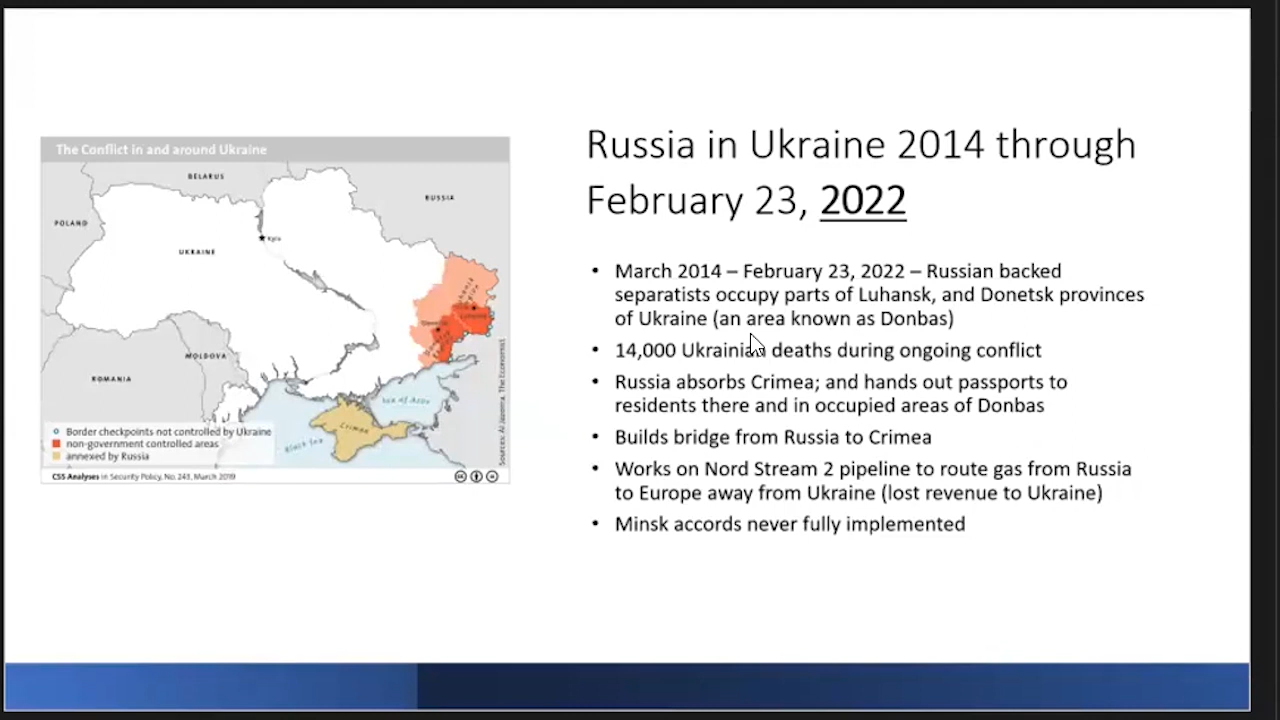 The Conflict in and around Ukraine
BELARUS
RUSSIA
POLAND
Kyiv
UKRAINE
Luhansk
Donetsk
MOLDOVA
ROMANIA
Sea of Azov
Crimea
Black Sea
Border checkpoints not controlled by Ukraine
non-government controlled areas
annexed by Russia
Sources: Al Jazeera, The Economist
CSS Analyses in Security Policy, No. 243, March 2019
Russia in Ukraine 2014 through
February 23, 2022
• March 2014 – February 23, 2022 – Russian backed
separatists occupy parts of Luhansk, and Donetsk provinces
of Ukraine (an area known as Donbas)
• 14,000 Ukrainian deaths during ongoing conflict
• Russia absorbs Crimea; and hands out passports to
residents there and in occupied areas of Donbas
• Builds bridge from Russia to Crimea
• Works on Nord Stream 2 pipeline to route gas from Russia
to Europe away from Ukraine (lost revenue to Ukraine)
• Minsk accords never fully implemented